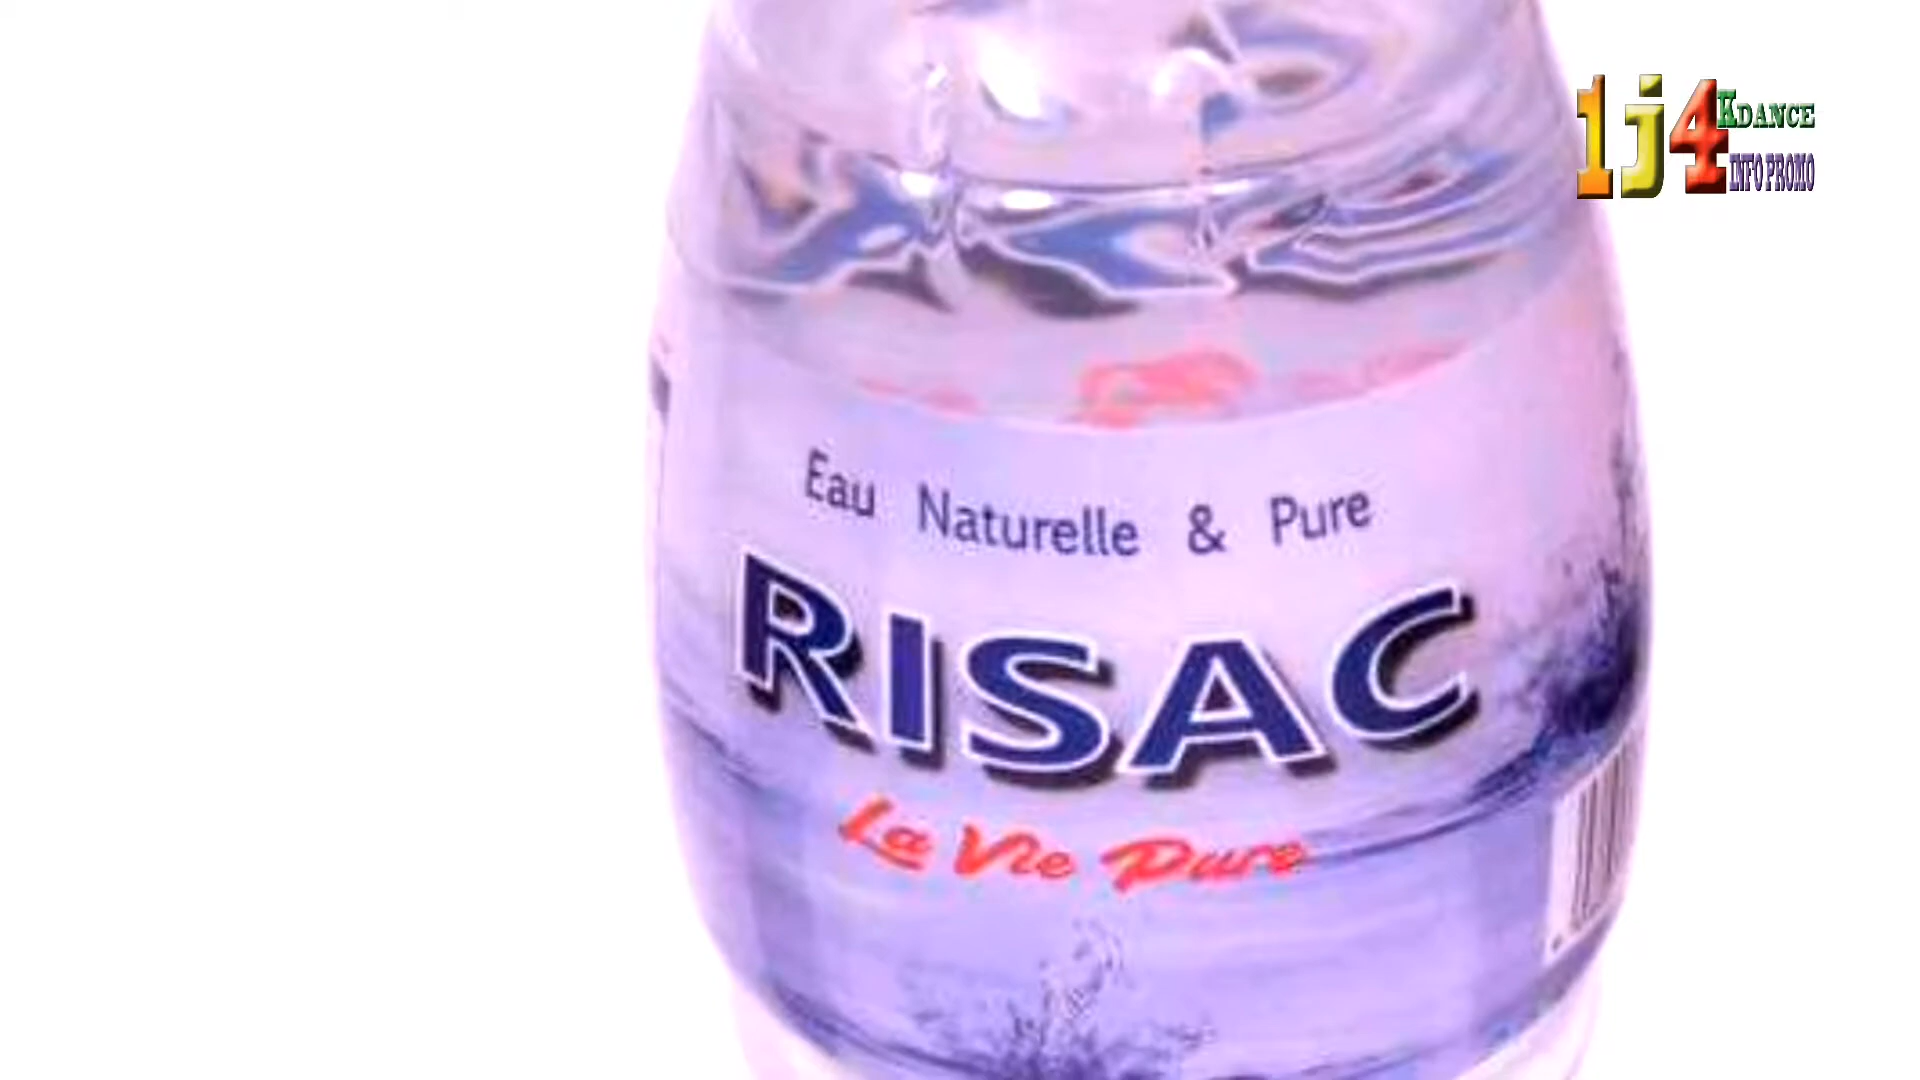 1j4 KDANCE
INFO PROMO
Eau Naturelle & Pure
RISAC
La Vie Pure